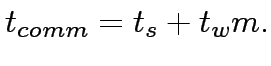 t_{comm} = t_s + t_w m.